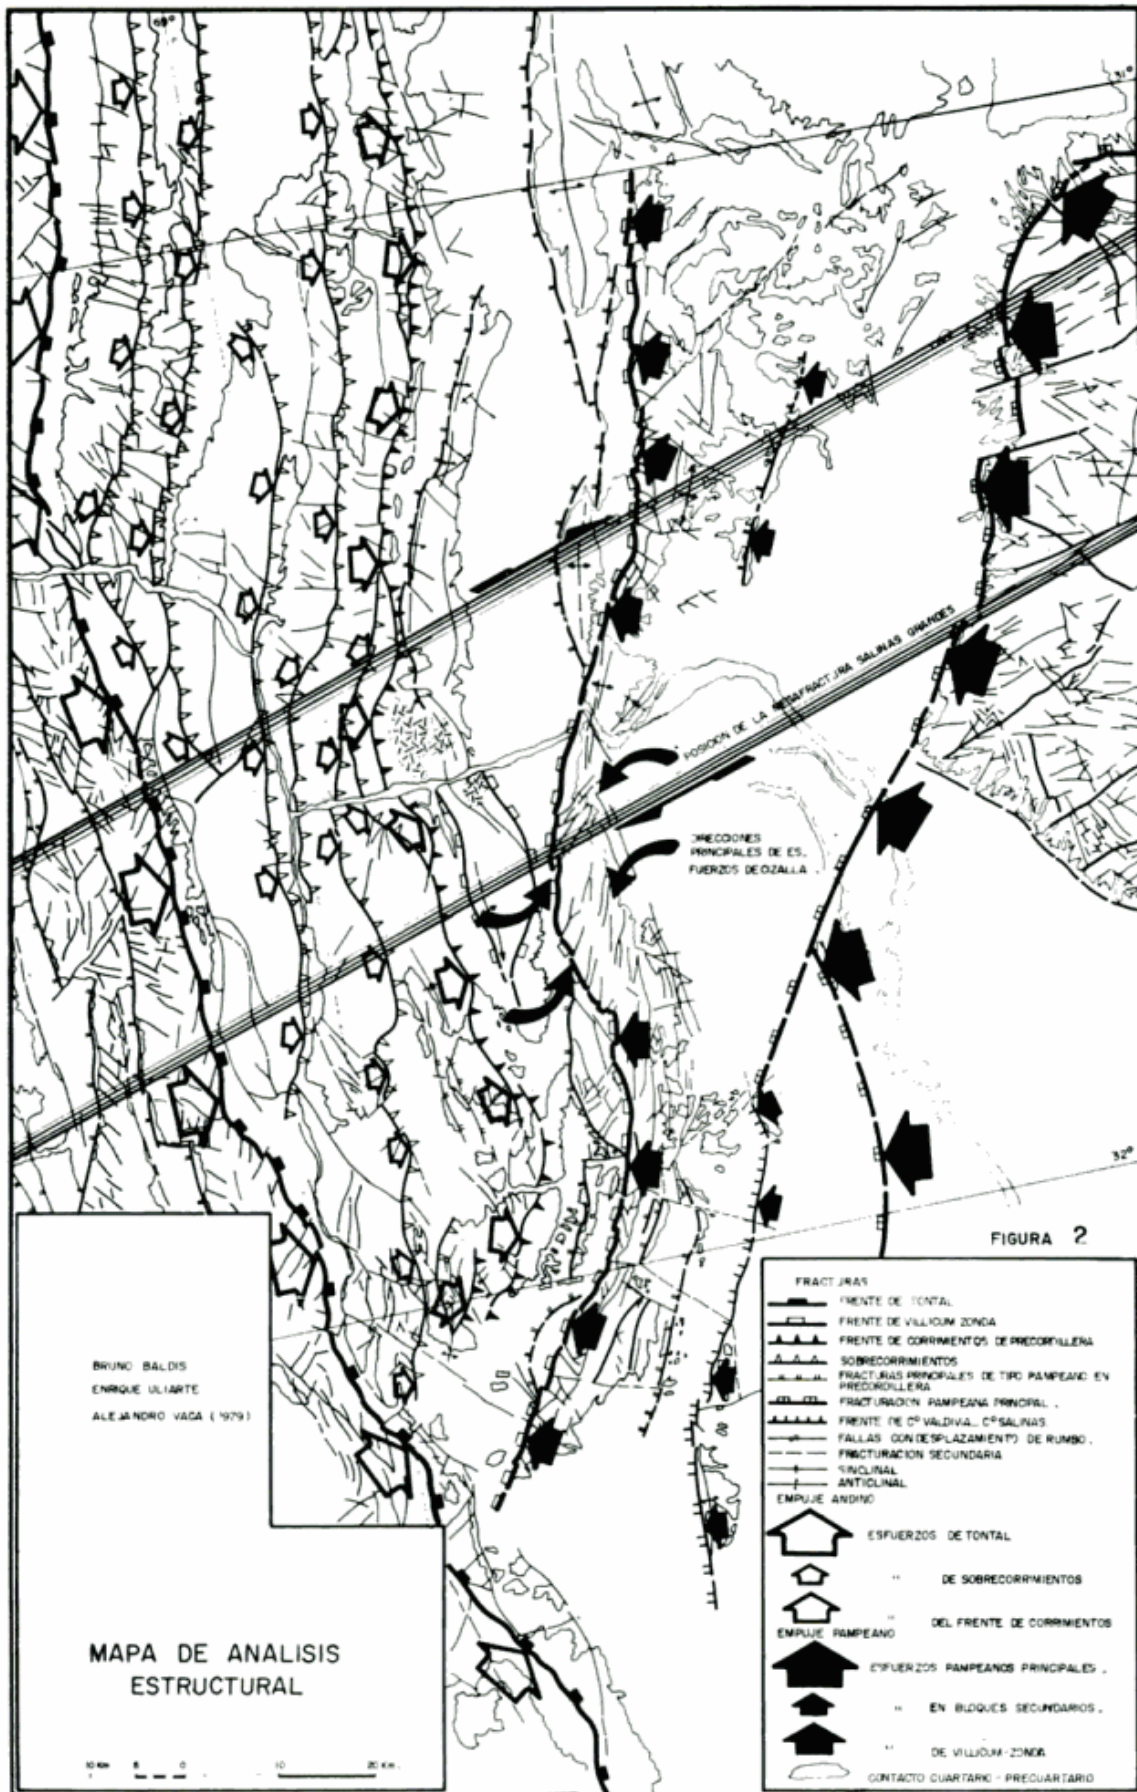 69°
31°
POSICION DE LA MEGAFRACTURA SALINAS GRANDES
DIRECCIONES
PRINCIPALES DE ES.
FUERZOS DE CIZALLA
32°
FIGURA 2
FRACTURAS
FRENTE DE TONTAL
FRENTE DE VILLICUM ZONDA
FRENTE DE CORRIMIENTOS DE PRECORDILLERA
SOBRECORRIMIENTOS
FRACTURAS PRINCIPALES DE TIPO PAMPEANO EN
PRECORDILLERA
FRACTURACION PAMPEANA PRINCIPAL .
FRENTE DE Cº VALDIVIA_ Cº SALINAS
FALLAS CON DESPLAZAMIENTO DE RUMBO .
FRACTURACION SECUNDARIA
SINCLINAL
ANTICLINAL
EMPUJE ANDINO
ESFUERZOS DE TONTAL
" DE SOBRECORRIMIENTOS
" DEL FRENTE DE CORRIMIENTOS
EMPUJE PAMPEANO
ESFUERZOS PAMPEANOS PRINCIPALES .
" EN BLOQUES SECUNDARIOS .
" DE VILLICUM-ZONDA
CONTACTO CUARTARIO - PRECUARTARIO
BRUNO BALDIS
ENRIQUE ULIARTE
ALEJANDRO VACA (1979)
MAPA DE ANALISIS
ESTRUCTURAL
10 Km 5 0 10 20 Km.